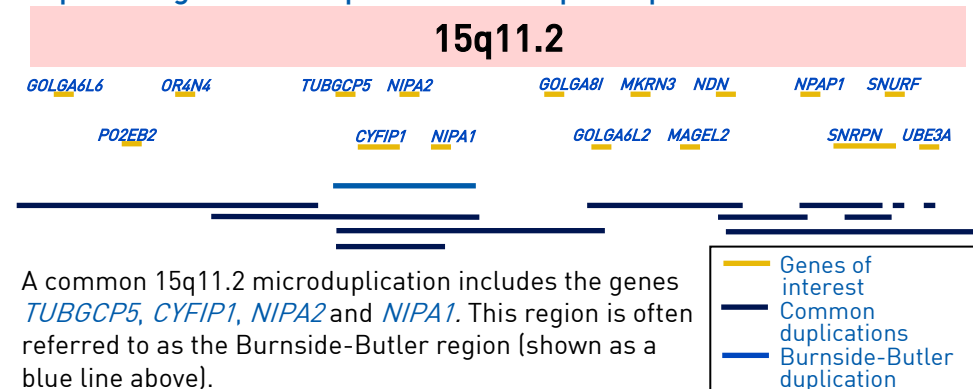 15q11.2
GOLGA6L6 OR4N4 TUBGCP5 NIPA2 GOLGA8I MKRN3 NDN NPAP1 SNURF
PO2EB2 CYFIP1 NIPA1 GOLGA6L2 MAGEL2 SNRPN UBE3A
A common 15q11.2 microduplication includes the genes
TUBGCP5, CYFIP1, NIPA2 and NIPA1. This region is often
referred to as the Burnside-Butler region (shown as a
blue line above).
Genes of
interest
Common
duplications
Burnside-Butler
duplication